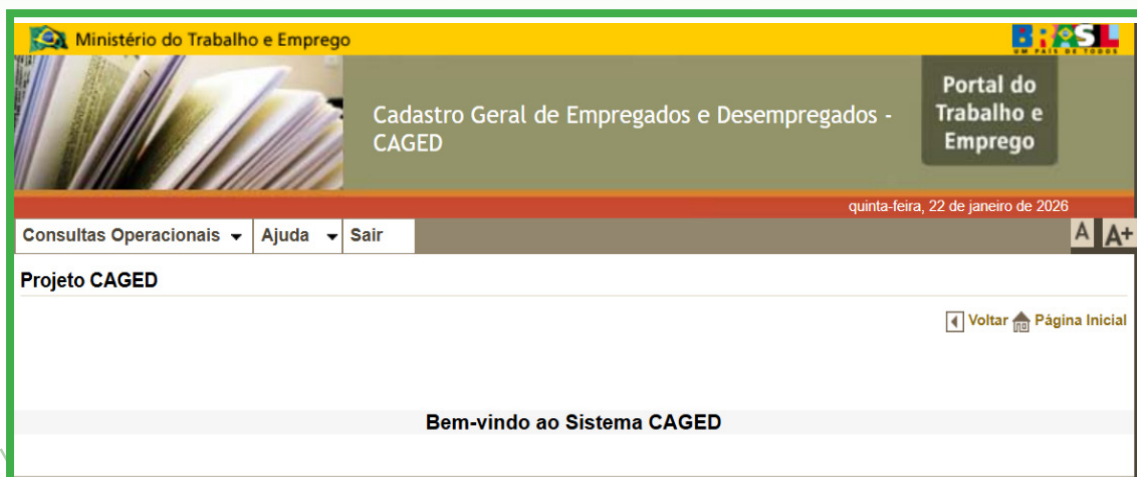 Ministério do Trabalho e Emprego
BRASIL
UM PAÍS DE TODOS
Cadastro Geral de Empregados e Desempregados -
CAGED
Portal do
Trabalho e
Emprego
quinta-feira, 22 de janeiro de 2026
Consultas Operacionais Ajuda Sair A A+
Projeto CAGED
Voltar Página Inicial
Bem-vindo ao Sistema CAGED